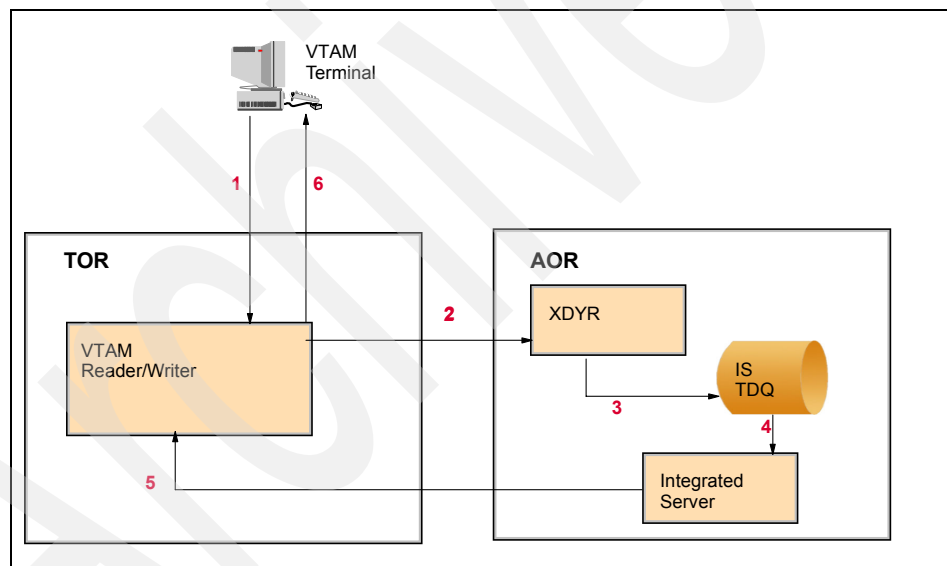 VTAM
Terminal
1
6
TOR
AOR
2
XDYR
VTAM
Reader/Writer
IS
TDQ
3
4
5
Integrated
Server